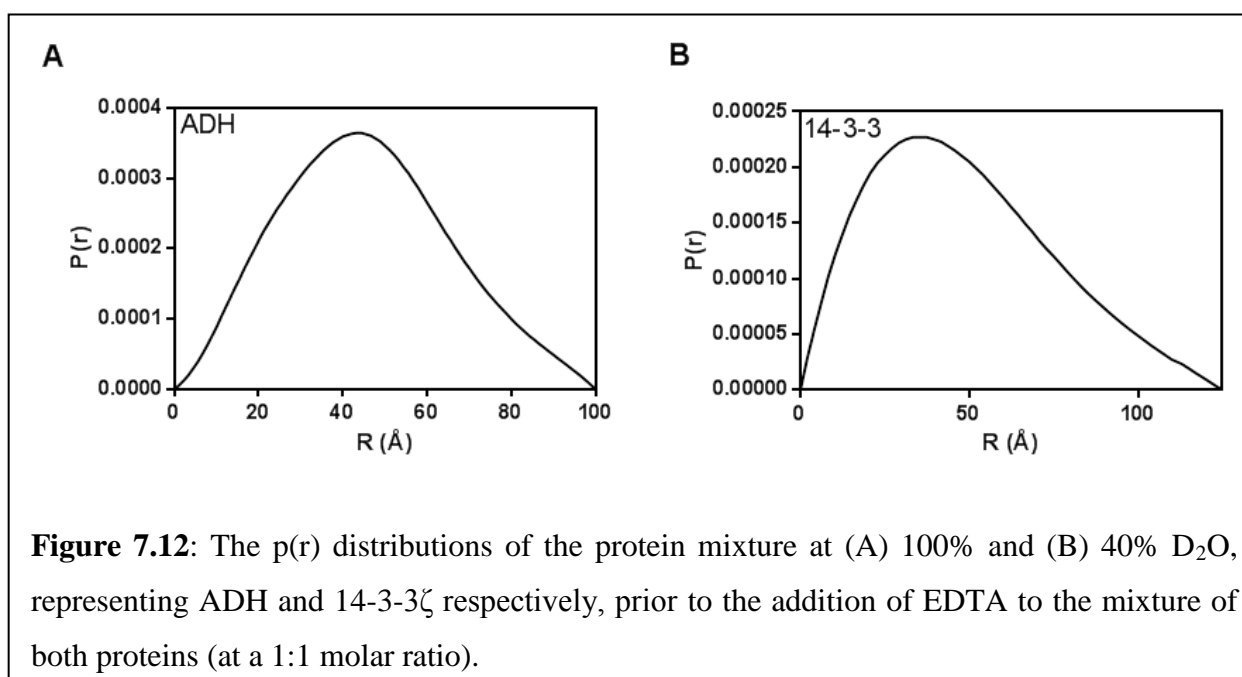 A
B
0.0004
0.0003
0.0002
0.0001
0.0000
P(r)
ADH
0 20 40 60 80 100
R (Å)
0.00025
0.00020
0.00015
0.00010
0.00005
0.00000
P(r)
14-3-3
0 50 100
R (Å)
Figure 7.12: The p(r) distributions of the protein mixture at (A) 100% and (B) 40% D₂O,
representing ADH and 14-3-3ζ respectively, prior to the addition of EDTA to the mixture of
both proteins (at a 1:1 molar ratio).